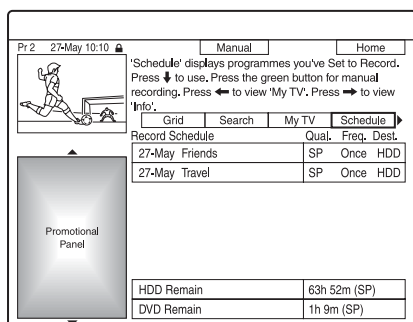 Pr 2 27-May 10:10 Manual Home
'Schedule' displays programmes you've Set to Record.
Press ⬇ to use. Press the green button for manual
recording. Press ⬅ to view 'My TV'. Press ➡ to view
'Info'.
Grid Search My TV Schedule
Record Schedule Qual. Freq. Dest.
27-May Friends SP Once HDD
27-May Travel SP Once HDD
Promotional
Panel
HDD Remain 63h 52m (SP)
DVD Remain 1h 9m (SP)